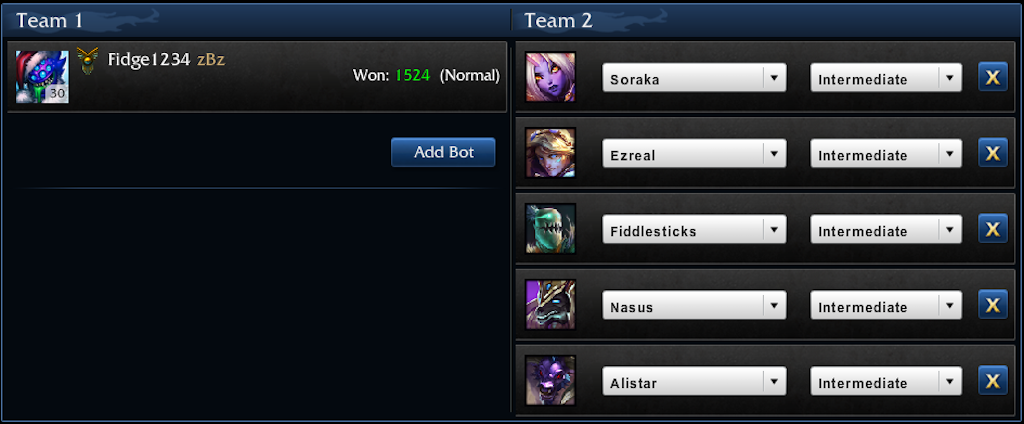 Team 1
Fidge1234 zBz
30
Won: 1524 (Normal)
Add Bot
Team 2
Soraka Intermediate X
Ezreal Intermediate X
Fiddlesticks Intermediate X
Nasus Intermediate X
Alistar Intermediate X